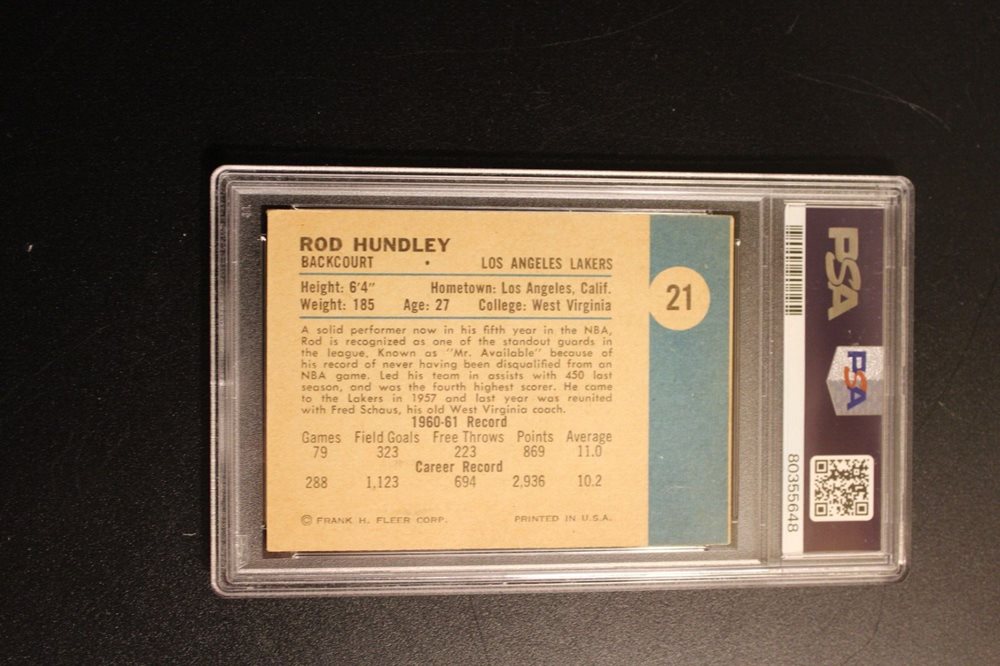 ROD HUNDLEY
BACKCOURT • LOS ANGELES LAKERS
Height: 6'4" Hometown: Los Angeles, Calif.
Weight: 185 Age: 27 College: West Virginia
21
A solid performer now in his fifth year in the NBA,
Rod is recognized as one of the standout guards in
the league. Known as "Mr. Available" because of
his record of never having been disqualified from an
NBA game. Led his team in assists with 450 last
season, and was the fourth highest scorer. He came
to the Lakers in 1957 and last year was reunited
with Fred Schaus, his old West Virginia coach.
1960-61 Record
Games Field Goals Free Throws Points Average
79 323 223 869 11.0
Career Record
288 1,123 694 2,936 10.2
© FRANK H. FLEER CORP. PRINTED IN U.S.A.
PSA
PSA
80355648